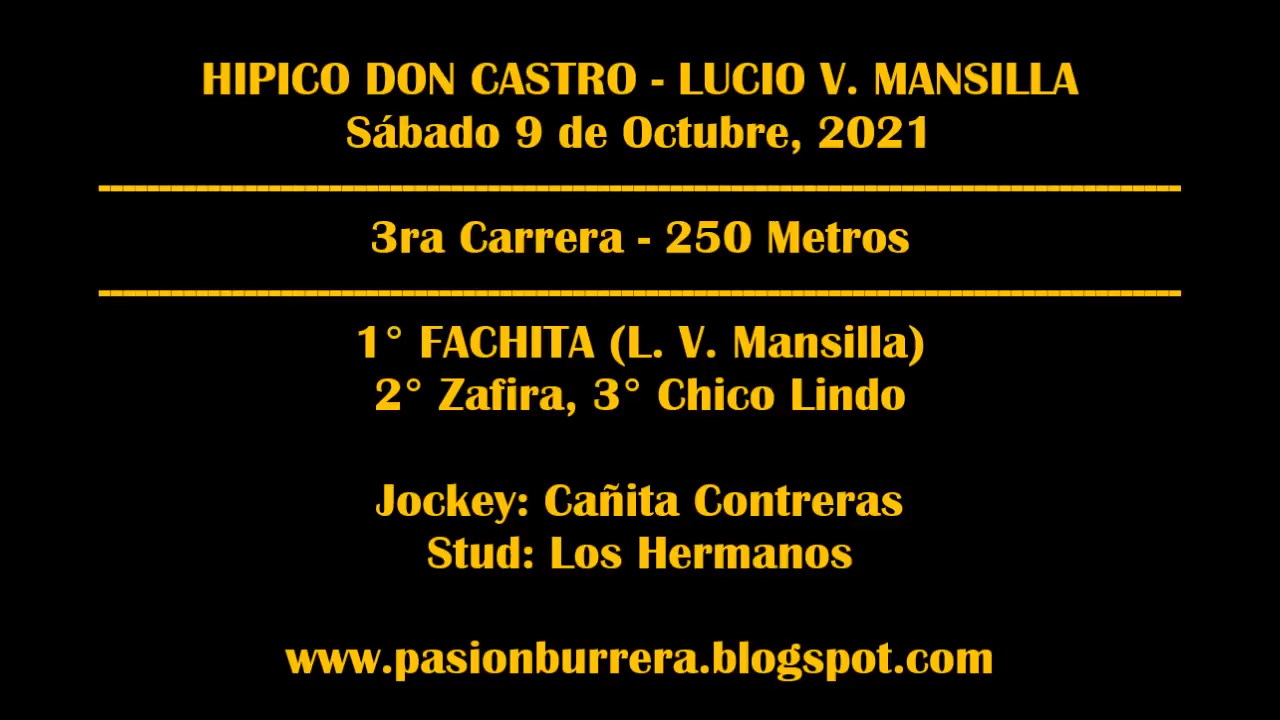 HIPICO DON CASTRO - LUCIO V. MANSILLA
Sábado 9 de Octubre, 2021
------------------------------------------------------------------------------------------
3ra Carrera - 250 Metros
------------------------------------------------------------------------------------------
1° FACHITA (L. V. Mansilla)
2° Zafira, 3° Chico Lindo
Jockey: Cañita Contreras
Stud: Los Hermanos
www.pasionburrera.blogspot.com